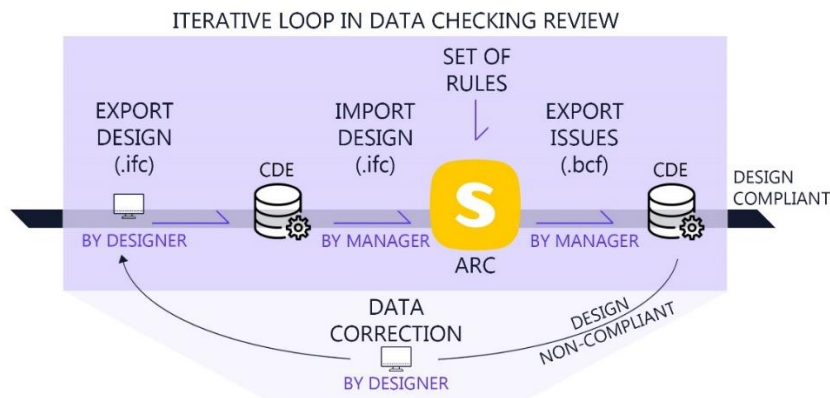 ITERATIVE LOOP IN DATA CHECKING REVIEW
SET OF
RULES
EXPORT
DESIGN
(.ifc)
IMPORT
DESIGN
(.ifc)
EXPORT
ISSUES
(.bcf)
CDE
S
CDE
DESIGN
COMPLIANT
BY DESIGNER
BY MANAGER
BY MANAGER
ARC
DATA
CORRECTION
BY DESIGNER
DESIGN
NON-COMPLIANT